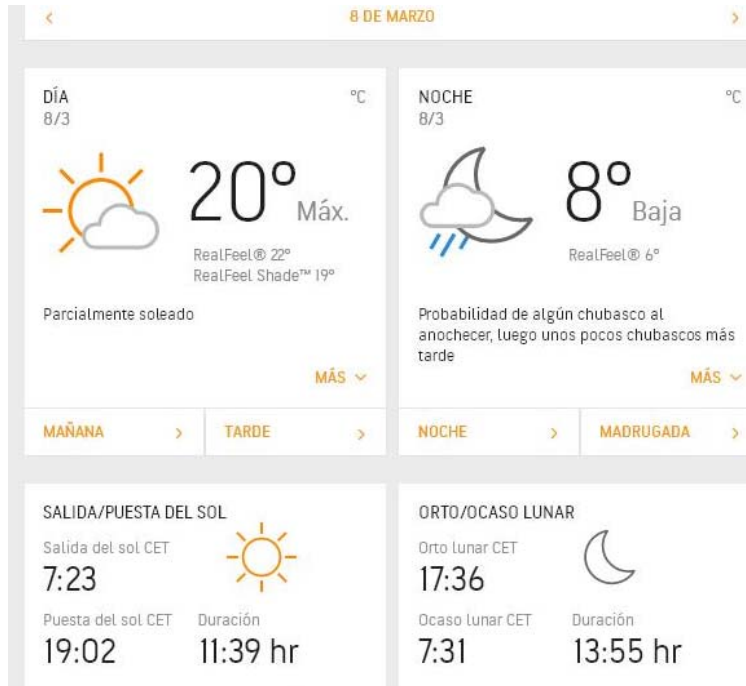 8 DE MARZO
DÍA
°C
8/3
20° Máx.
RealFeel® 22°
RealFeel Shade™ 19°
Parcialmente soleado
MÁS
MAÑANA
TARDE
NOCHE
°C
8/3
8° Baja
RealFeel® 6°
Probabilidad de algún chubasco al
anochecer, luego unos pocos chubascos más
tarde
MÁS
NOCHE
MADRUGADA
SALIDA/PUESTA DEL SOL
Salida del sol CET
7:23
Puesta del sol CET
19:02
Duración
11:39 hr
ORTO/OCASO LUNAR
Orto lunar CET
17:36
Ocaso lunar CET
7:31
Duración
13:55 hr